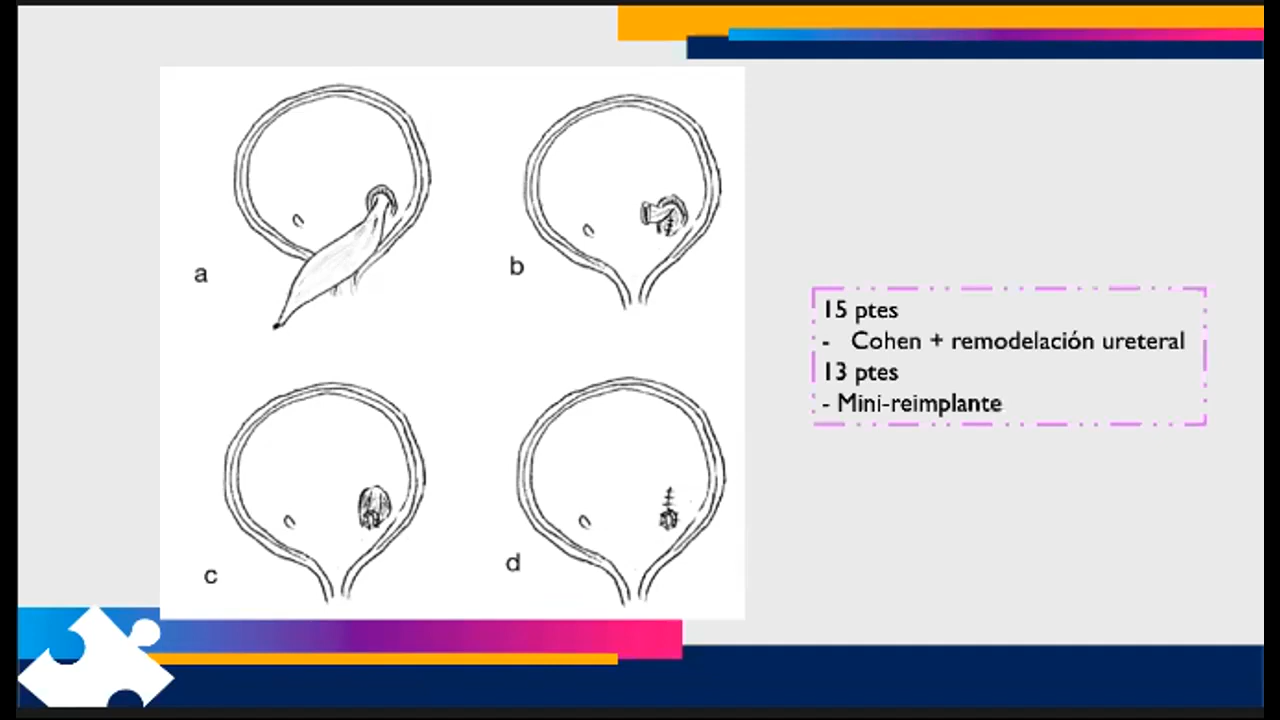 a
b
c
d
15 ptes
- Cohen + remodelación ureteral
13 ptes
- Mini-reimplante